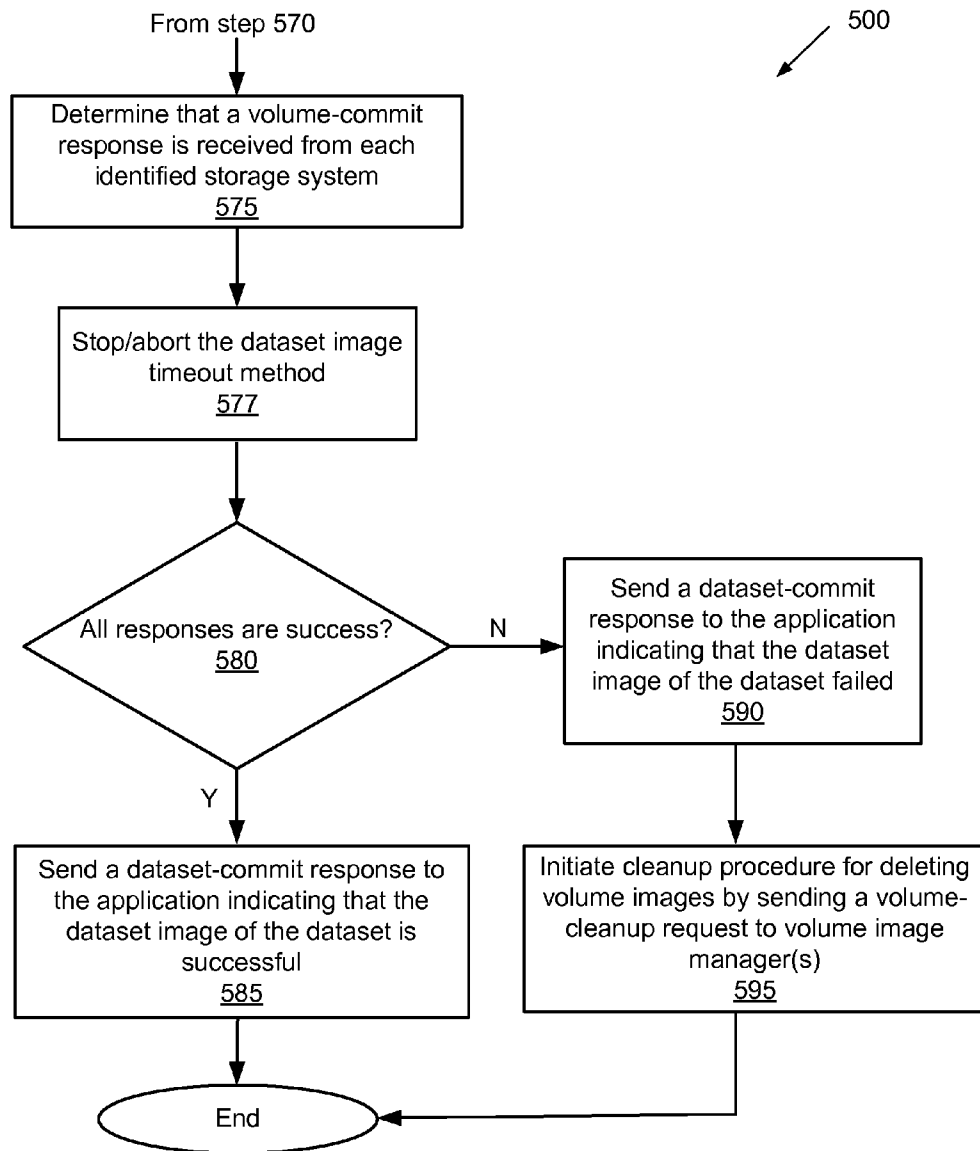 From step 570
500
Determine that a volume-commit
response is received from each
identified storage system
575
Stop/abort the dataset image
timeout method
577
All responses are success?
580
N
Send a dataset-commit
response to the application
indicating that the dataset
image of the dataset failed
590
Y
Send a dataset-commit response to
the application indicating that the
dataset image of the dataset is
successful
585
Initiate cleanup procedure for deleting
volume images by sending a volume-
cleanup request to volume image
manager(s)
595
End